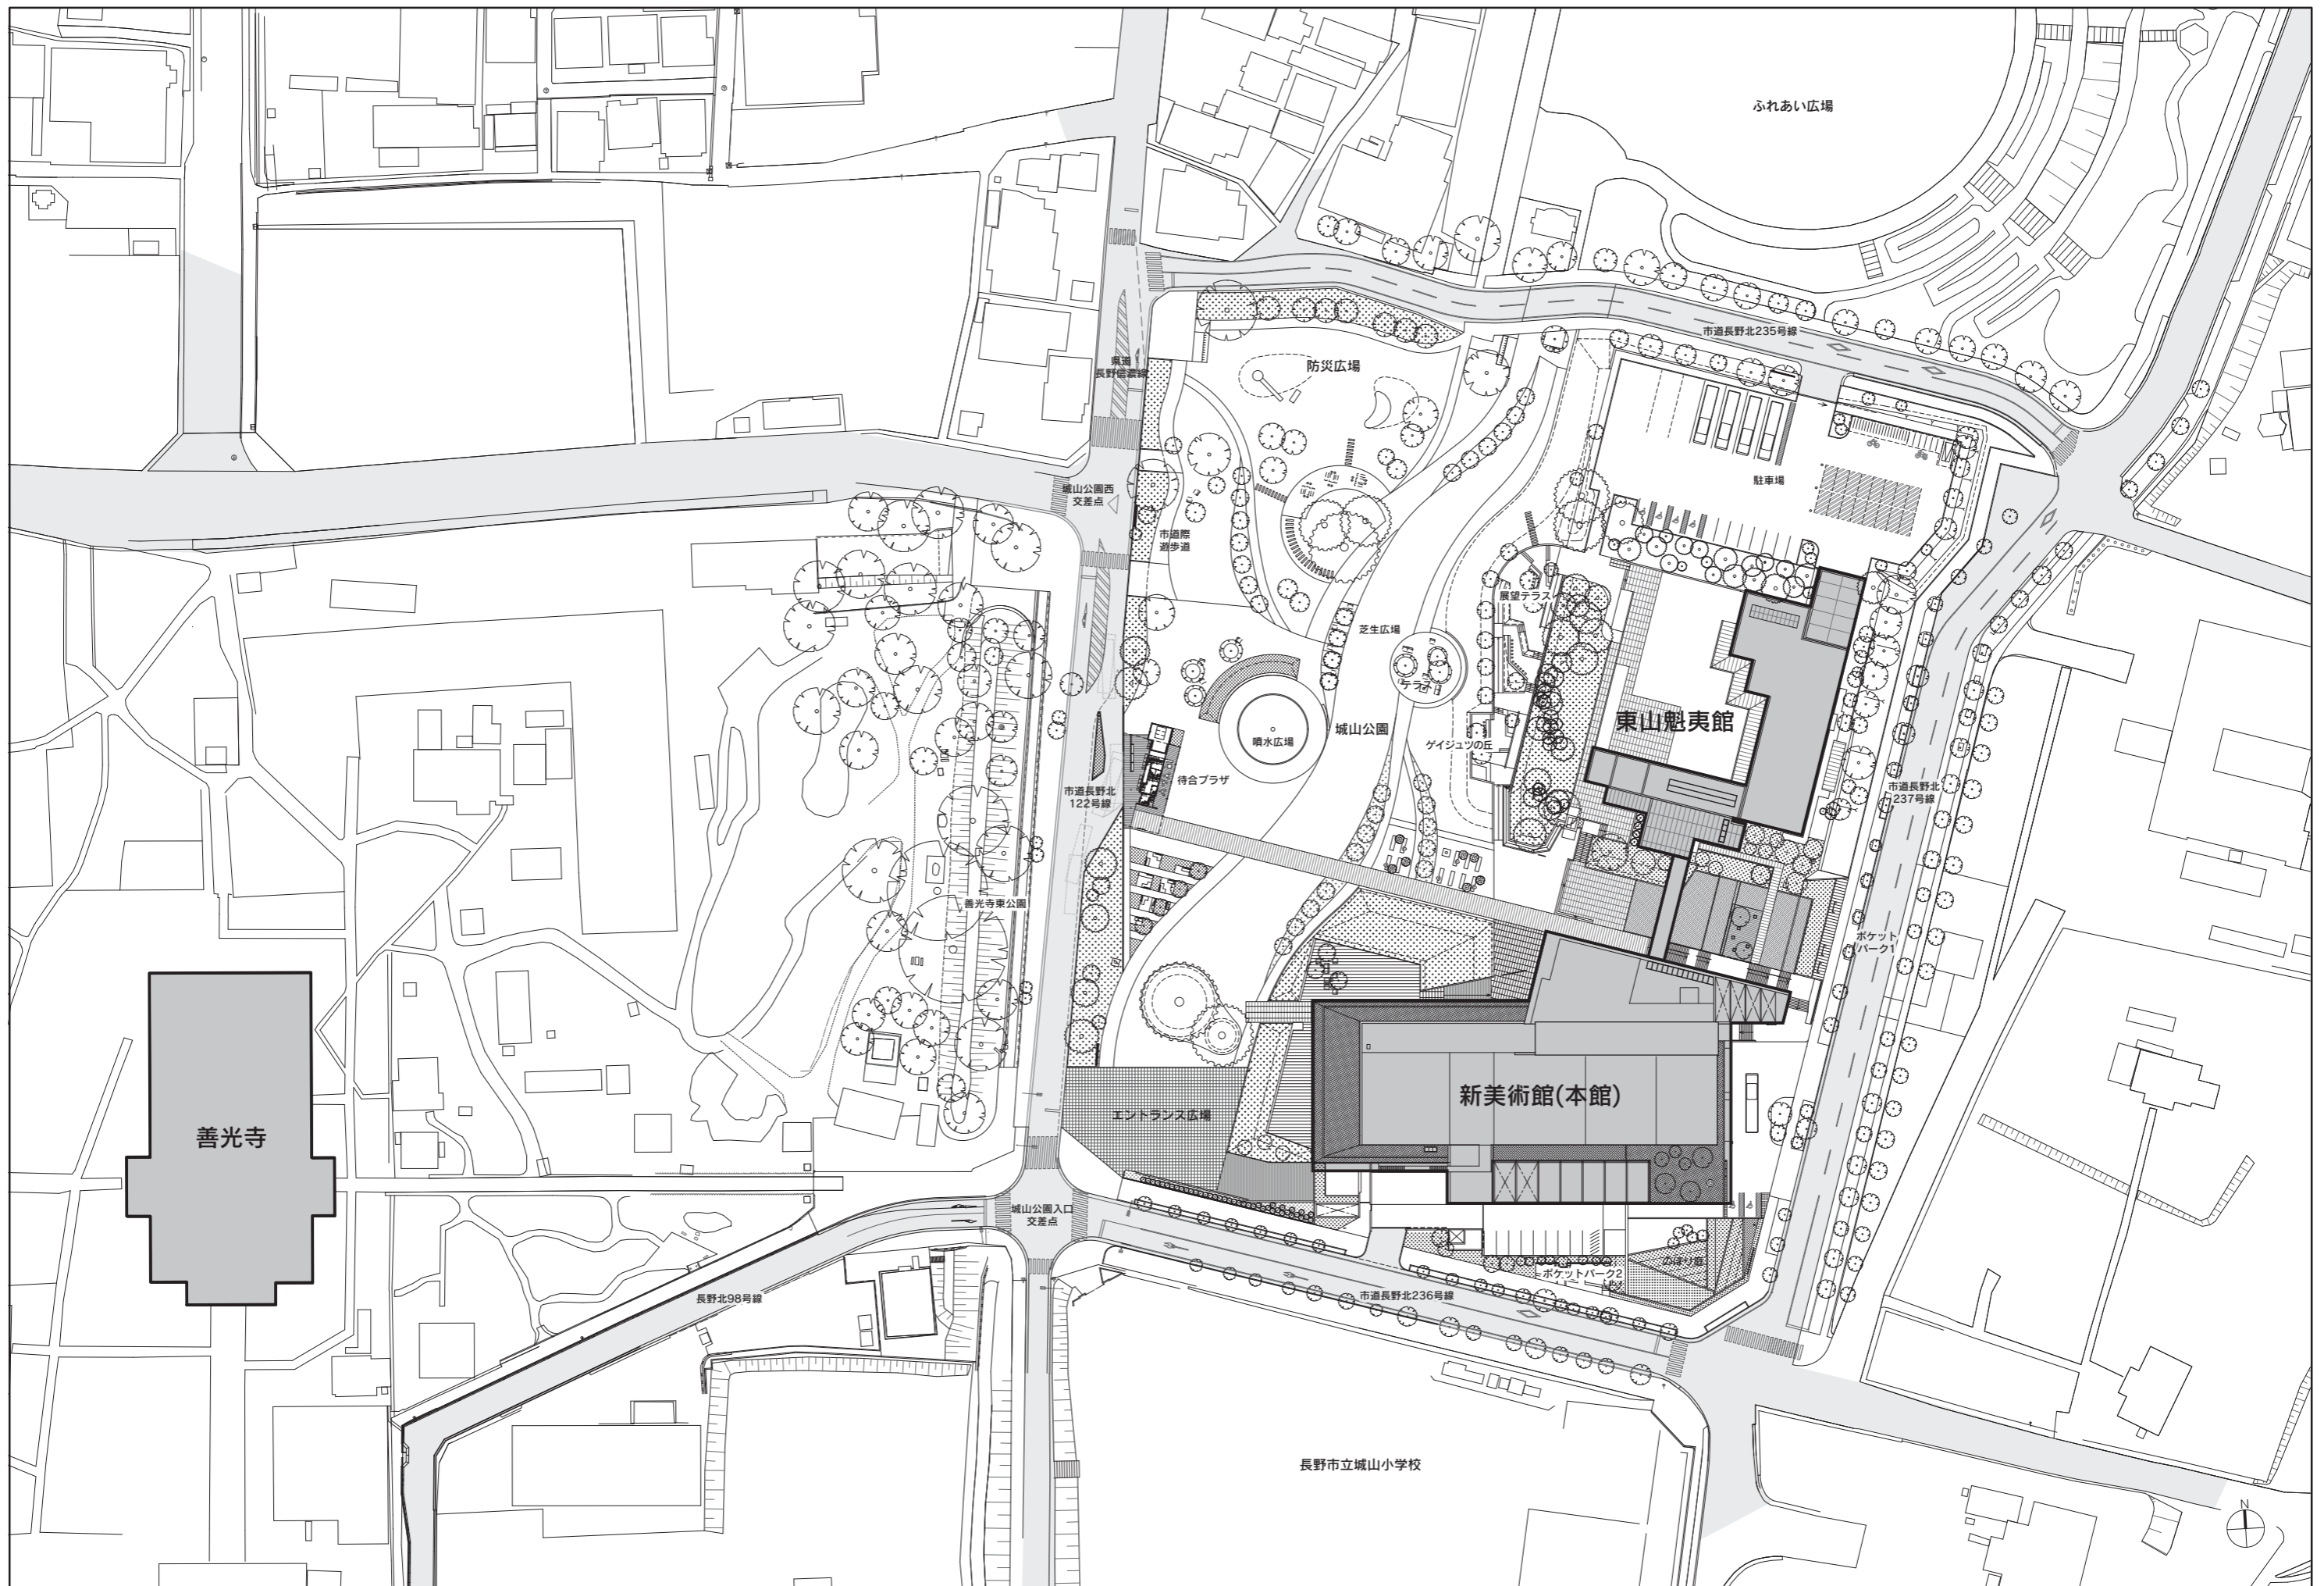 ふれあい広場
市道長野北235号線
県道
長野信濃線
防災広場
駐車場
城山公園西
交差点
市道際
遊歩道
展望テラス
芝生広場
テラス
東山魁夷館
城山公園
噴水広場
ゲイジュツの丘
待合プラザ
市道長野北
122号線
市道長野北
237号線
善光寺東公園
ポケット
パーク1
新美術館(本館)
エントランス広場
善光寺
城山公園入口
交差点
のぼり庭
ポケットパーク2
市道長野北236号線
長野北98号線
長野市立城山小学校
N